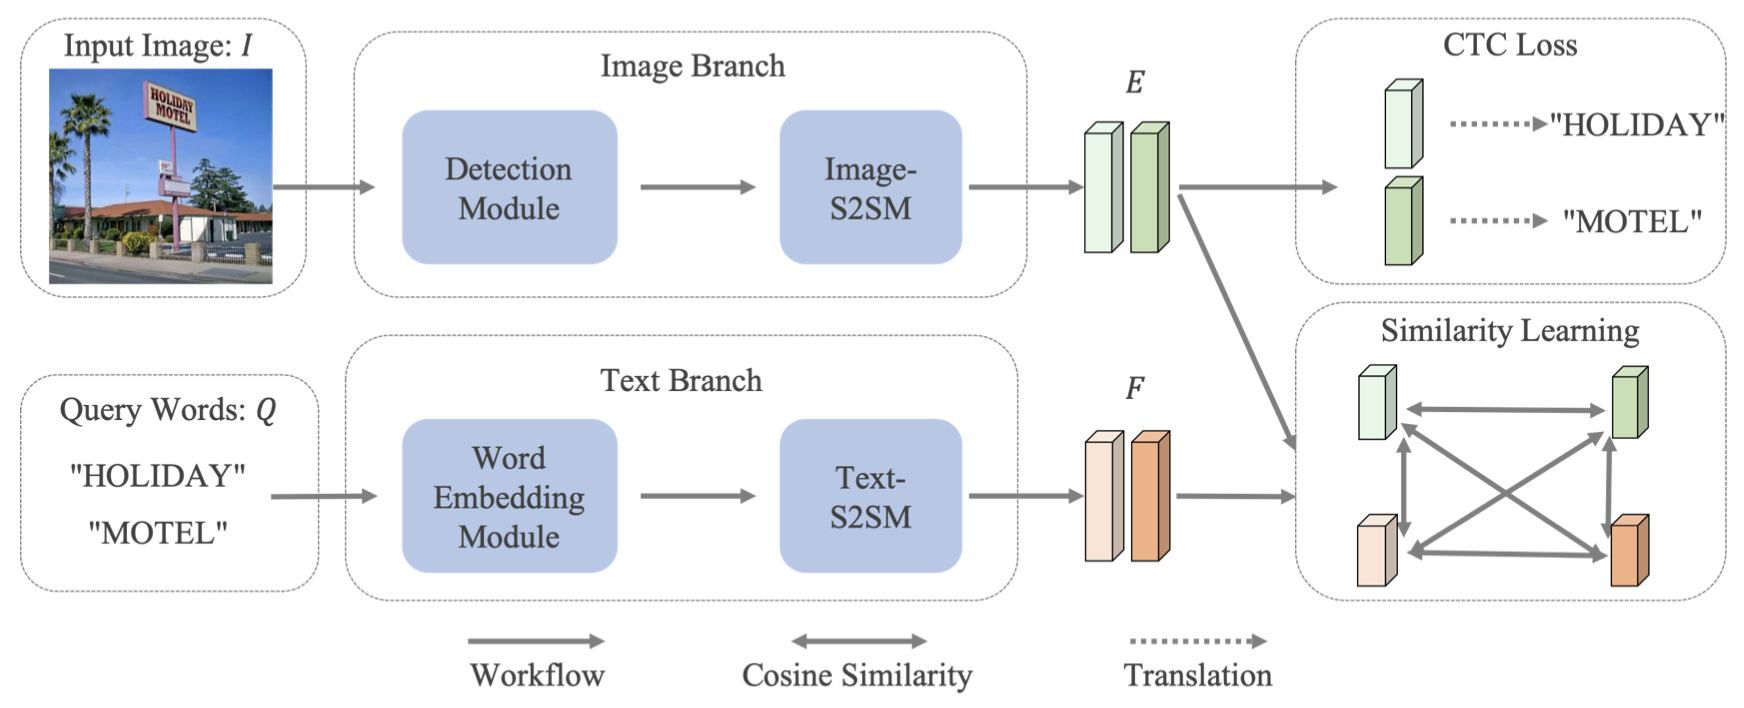 Input Image: I
HOLIDAY
MOTEL
Image Branch
Detection
Module
Image-
S2SM
E
CTC Loss
"HOLIDAY"
"MOTEL"
Query Words: Q
"HOLIDAY"
"MOTEL"
Text Branch
Word
Embedding
Module
Text-
S2SM
F
Similarity Learning
Workflow
Cosine Similarity
Translation